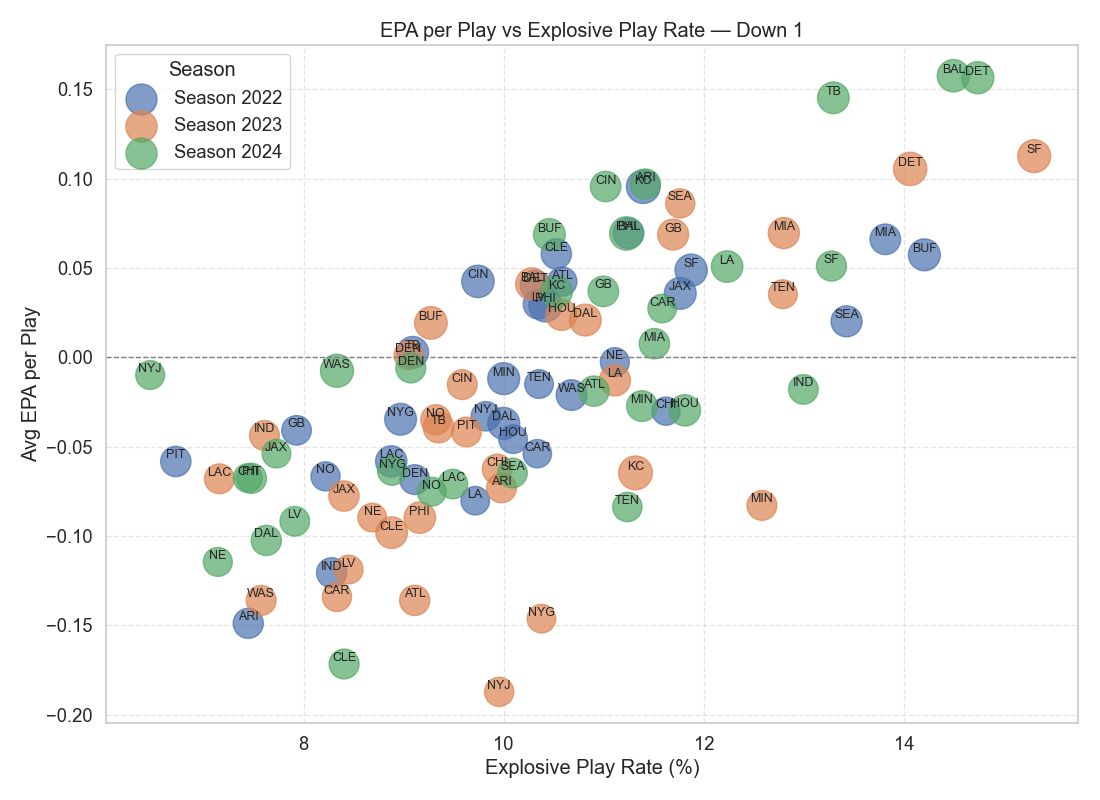 EPA per Play vs Explosive Play Rate — Down 1
Season
Season 2022
Season 2023
Season 2024
BAL
DET
TB
SF
DET
CIN
ARI
KC
SEA
BUF
BAL
GB
MIA
MIA
BUF
CLE
SF
LA
SF
CIN
ATL
DET
KC
GB
JAX
TEN
PHI
HOU
DAL
CAR
SEA
BUF
TB
DEN
DEN
MIA
NE
WAS
NYJ
CIN
MIN
TEN
LA
WAS
ATL
IND
NYG
NO
TB
NYJ
DAL
PIT
HOU
MIN
CHI
HOU
IND
GB
JAX
CAR
PIT
LAC
PIT
NO
LAC
NYG
DEN
NO
LAC
CHI
SEA
ARI
LA
KC
TEN
MIN
JAX
NE
PHI
CLE
LV
DAL
NE
IND
LV
WAS
CAR
ATL
ARI
NYG
CLE
NYJ
0.15
0.10
0.05
0.00
−0.05
−0.10
−0.15
−0.20
Avg EPA per Play
8
10
12
14
Explosive Play Rate (%)